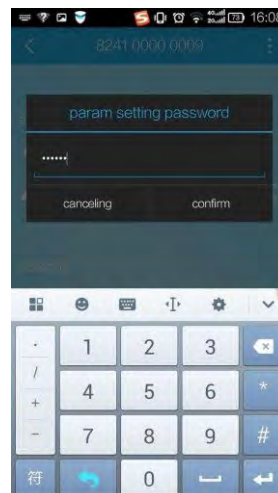 73 16:08
8241 0000 0009
param setting password
••••••
canceling confirm
· 1 2 3
/ 4 5 6 *
+
- 7 8 9 #
符 0